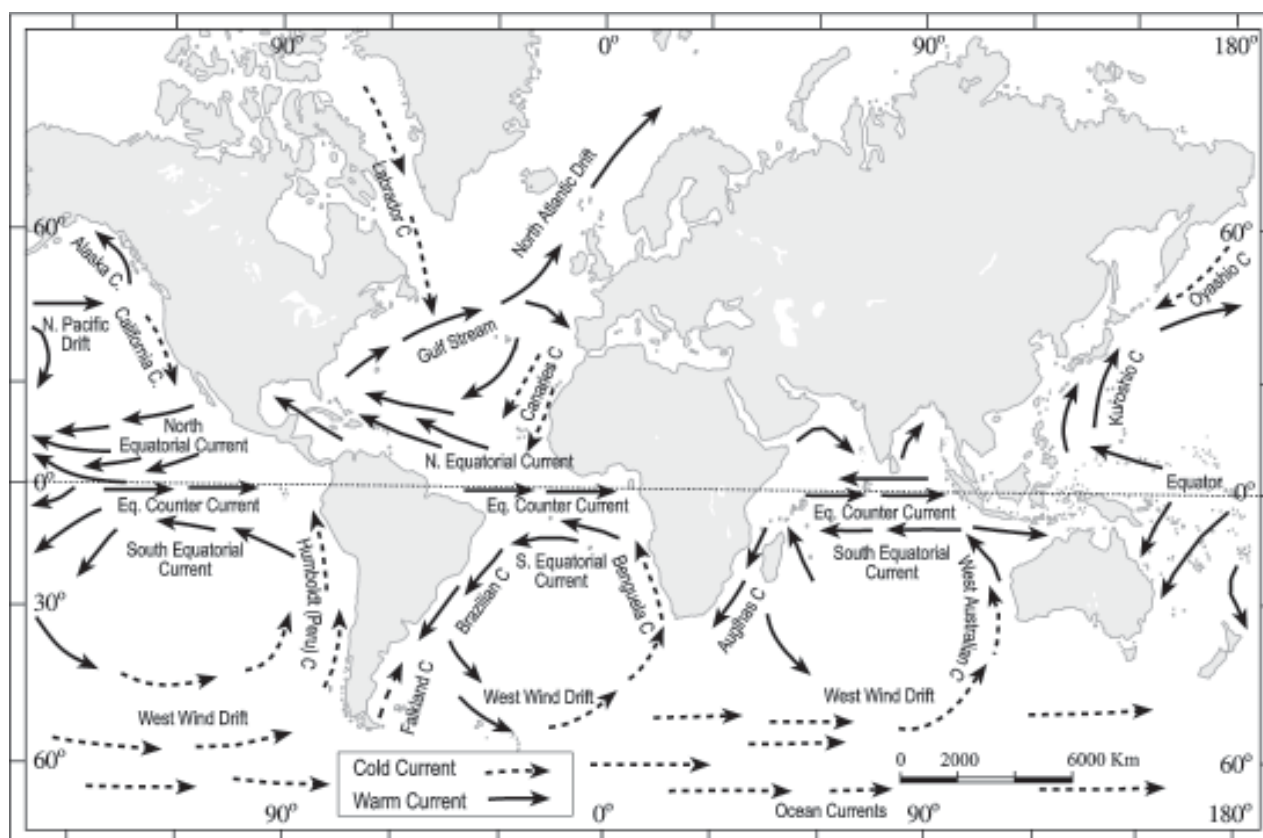 90°
0°
90°
180°
Labrador C
North Atlantic Drift
60°
60°
Alaska C.
Oyashio C
N. Pacific
Drift
California C.
Gulf Stream
Canaries C
Kuroshio C
North
Equatorial Current
N. Equatorial Current
0°
Equator
0°
Eq. Counter Current
Eq. Counter Current
Eq. Counter Current
South Equatorial
Current
Humboldt (Peru) C
Brazilian C
S. Equatorial
Current
Benguela C
Auglhas C
South Equatorial
Current
West Australian C
30°
30°
Falkland C
West Wind Drift
West Wind Drift
West Wind Drift
60°
60°
Cold Current
Warm Current
0 2000 6000 Km
Ocean Currents
90°
0°
90°
180°